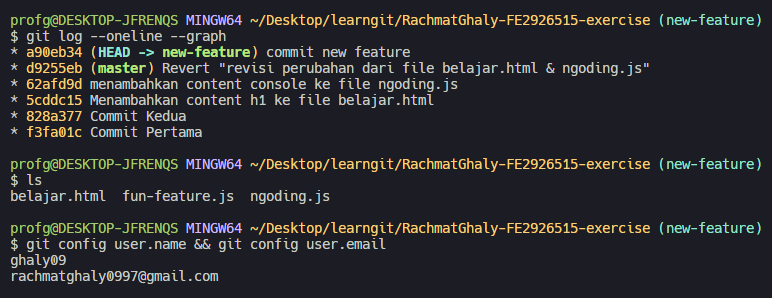 profg@DESKTOP-JFRENQS MINGW64 ~/Desktop/learngit/RachmatGhaly-FE2926515-exercise (new-feature)
$ git log --oneline --graph
* a90eb34 (HEAD -> new-feature) commit new feature
* d9255eb (master) Revert "revisi perubahan dari file belajar.html & ngoding.js"
* 62afd9d menambahkan content console ke file ngoding.js
* 5cddc15 Menambahkan content h1 ke file belajar.html
* 828a377 Commit Kedua
* f3fa01c Commit Pertama
profg@DESKTOP-JFRENQS MINGW64 ~/Desktop/learngit/RachmatGhaly-FE2926515-exercise (new-feature)
$ ls
belajar.html  fun-feature.js  ngoding.js
profg@DESKTOP-JFRENQS MINGW64 ~/Desktop/learngit/RachmatGhaly-FE2926515-exercise (new-feature)
$ git config user.name && git config user.email
ghaly09
rachmatghaly0997@gmail.com